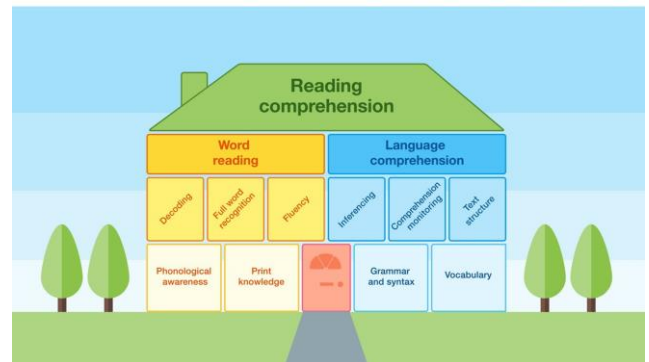 Reading
comprehension
Word
reading
Language
comprehension
Decoding
Full word
recognition
Fluency
Inferencing
Comprehension
monitoring
Text
structure
Phonological
awareness
Print
knowledge
Grammar
and syntax
Vocabulary